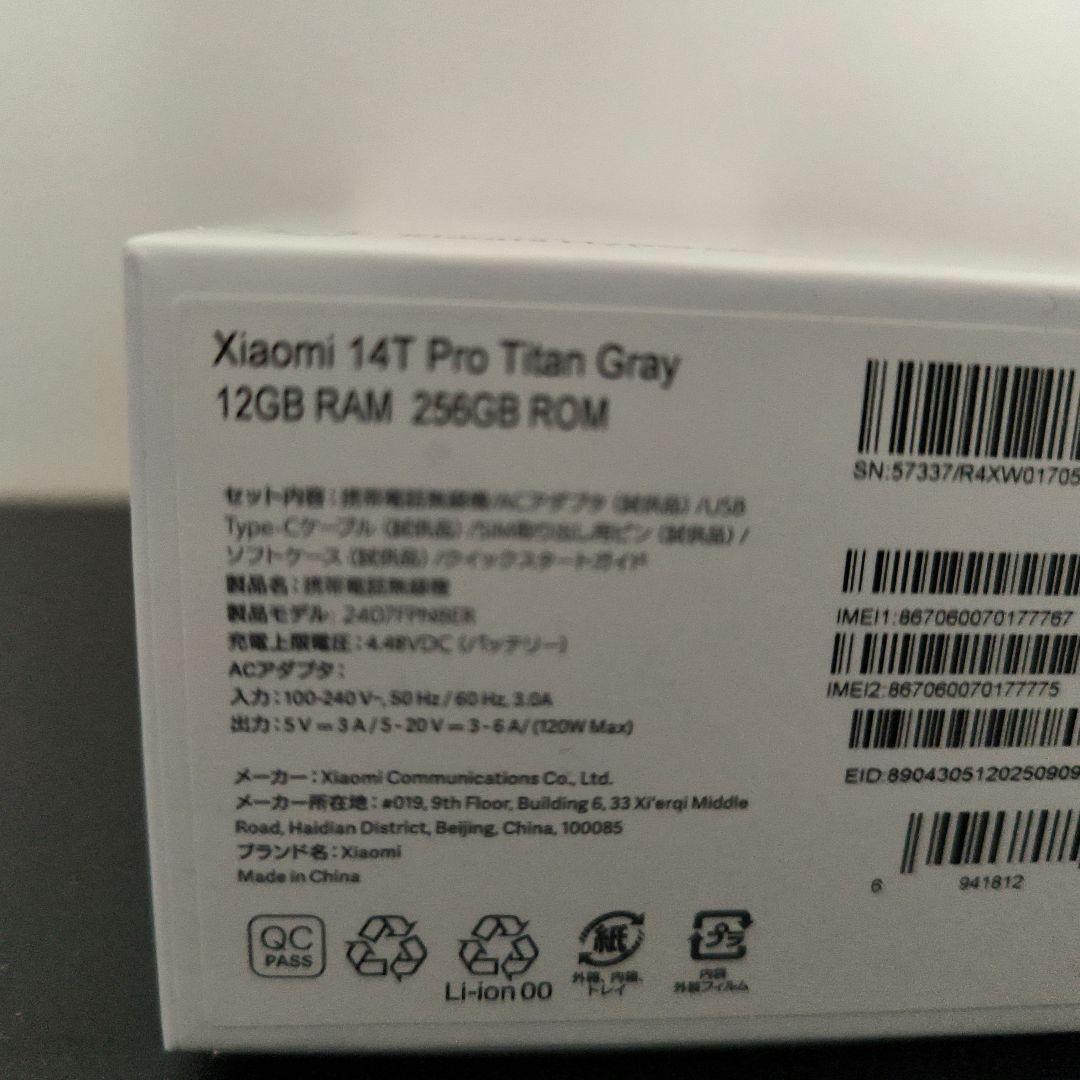 Xiaomi 14T Pro Titan Gray
12GB RAM 256GB ROM
セット内容：携帯電話無線機/ACアダプタ（試供品）/USB
Type-Cケーブル（試供品）/SIM取り出し用ピン（試供品）/
ソフトケース（試供品）/クイックスタートガイド
製品名：携帯電話無線機
製品モデル:
充電上限電圧：4.48VDC（バッテリー）
ACアダプタ：
入力：100-240 V~, 50 Hz / 60 Hz, 3.0A
出力：5 V ⎓ 3 A / 5 - 20 V ⎓ 3 - 6 A/ (120W Max)
メーカー：Xiaomi Communications Co., Ltd.
メーカー所在地：#019, 9th Floor, Building 6, 33 Xi'erqi Middle
Road, Haidian District, Beijing, China, 100085
ブランド名：Xiaomi
Made in China
QC
PASS
Li-ion 00
紙
外箱、内箱、
トレイ
プラ
内袋
外装フィルム
SN:57337/R4XW01705
IMEI1:867060070177767
IMEI2:867060070177775
EID:8904305120250909
6 941812